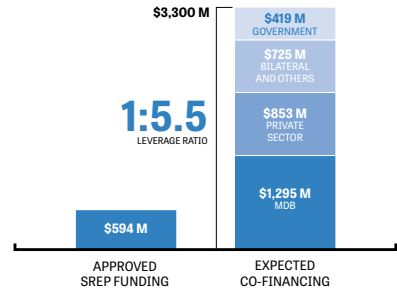 $3,300 M
$419 M
GOVERNMENT
$725 M
BILATERAL
AND OTHERS
1:5.5
LEVERAGE RATIO
$853 M
PRIVATE
SECTOR
$1,295 M
MDB
$594 M
APPROVED
SREP FUNDING
EXPECTED
CO-FINANCING